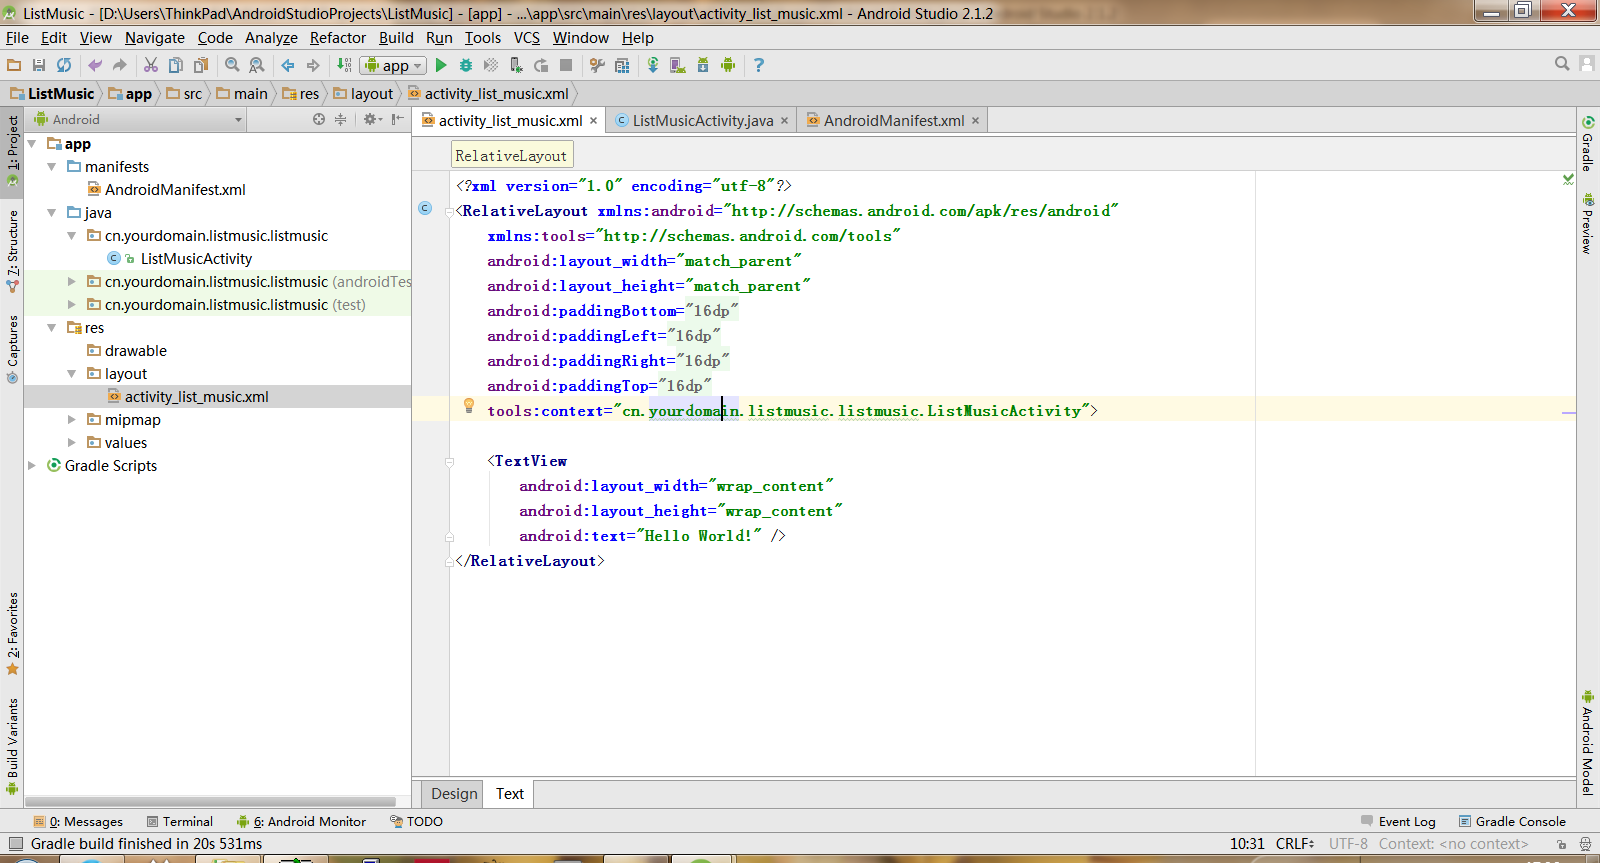 ListMusic - [D:\Users\ThinkPad\AndroidStudioProjects\ListMusic] - [app] - ...\app\src\main\res\layout\activity_list_music.xml - Android Studio 2.1.2
File Edit View Navigate Code Analyze Refactor Build Run Tools VCS Window Help
app
ListMusic app src main res layout activity_list_music.xml
Android
activity_list_music.xml ListMusicActivity.java AndroidManifest.xml
1: Project
7: Structure
Captures
2: Favorites
Build Variants
app
manifests
AndroidManifest.xml
java
cn.yourdomain.listmusic.listmusic
ListMusicActivity
cn.yourdomain.listmusic.listmusic (androidTes
cn.yourdomain.listmusic.listmusic (test)
res
drawable
layout
activity_list_music.xml
mipmap
values
Gradle Scripts
RelativeLayout
<?xml version="1.0" encoding="utf-8"?>
<RelativeLayout xmlns:android="http://schemas.android.com/apk/res/android"
xmlns:tools="http://schemas.android.com/tools"
android:layout_width="match_parent"
android:layout_height="match_parent"
android:paddingBottom="16dp"
android:paddingLeft="16dp"
android:paddingRight="16dp"
android:paddingTop="16dp"
tools:context="cn.yourdomain.listmusic.listmusic.ListMusicActivity">
<TextView
android:layout_width="wrap_content"
android:layout_height="wrap_content"
android:text="Hello World!" />
</RelativeLayout>
Gradle
Preview
Android Model
Design Text
0: Messages Terminal 6: Android Monitor TODO Event Log Gradle Console
Gradle build finished in 20s 531ms 10:31 CRLF UTF-8 Context: <no context>